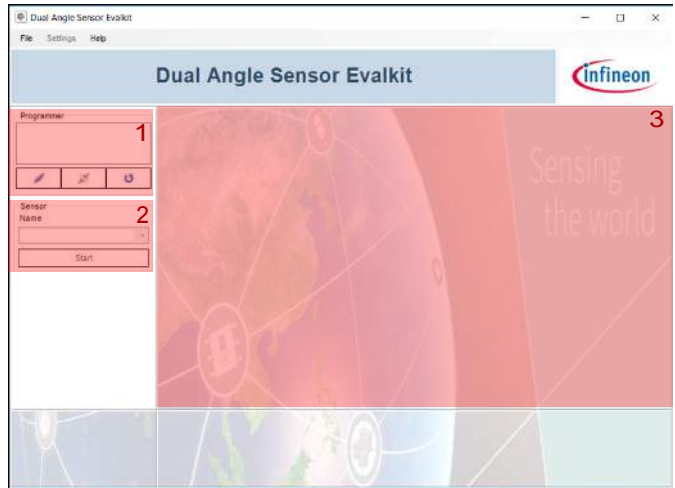 Dual Angle Sensor Evalkit
File Settings Help
Dual Angle Sensor Evalkit
infineon
Programmer
1
Sensor
2
Name
Start
3
Sensing
the world